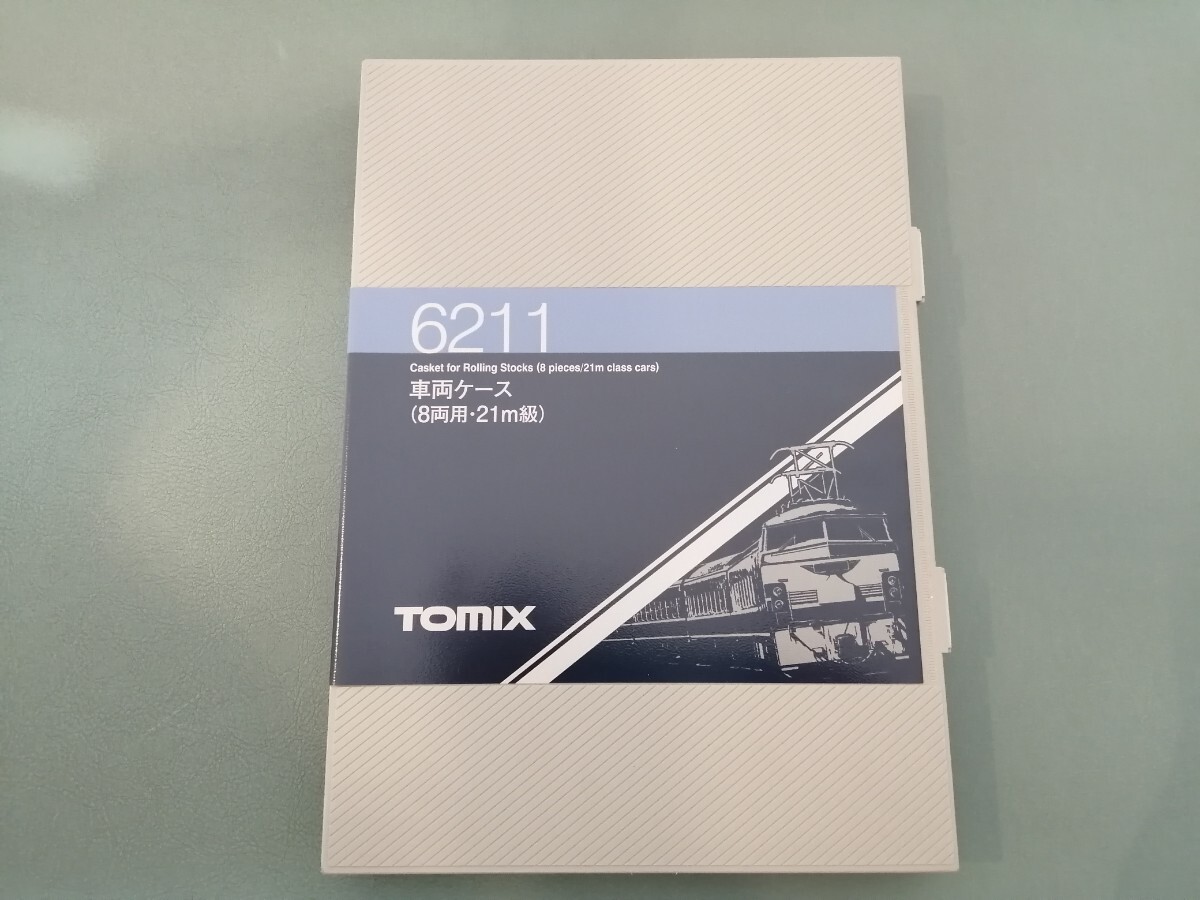 6211
Casket for Rolling Stocks (8 pieces/21m class cars)
車両ケース
(8両用・21m級)
TOMIX